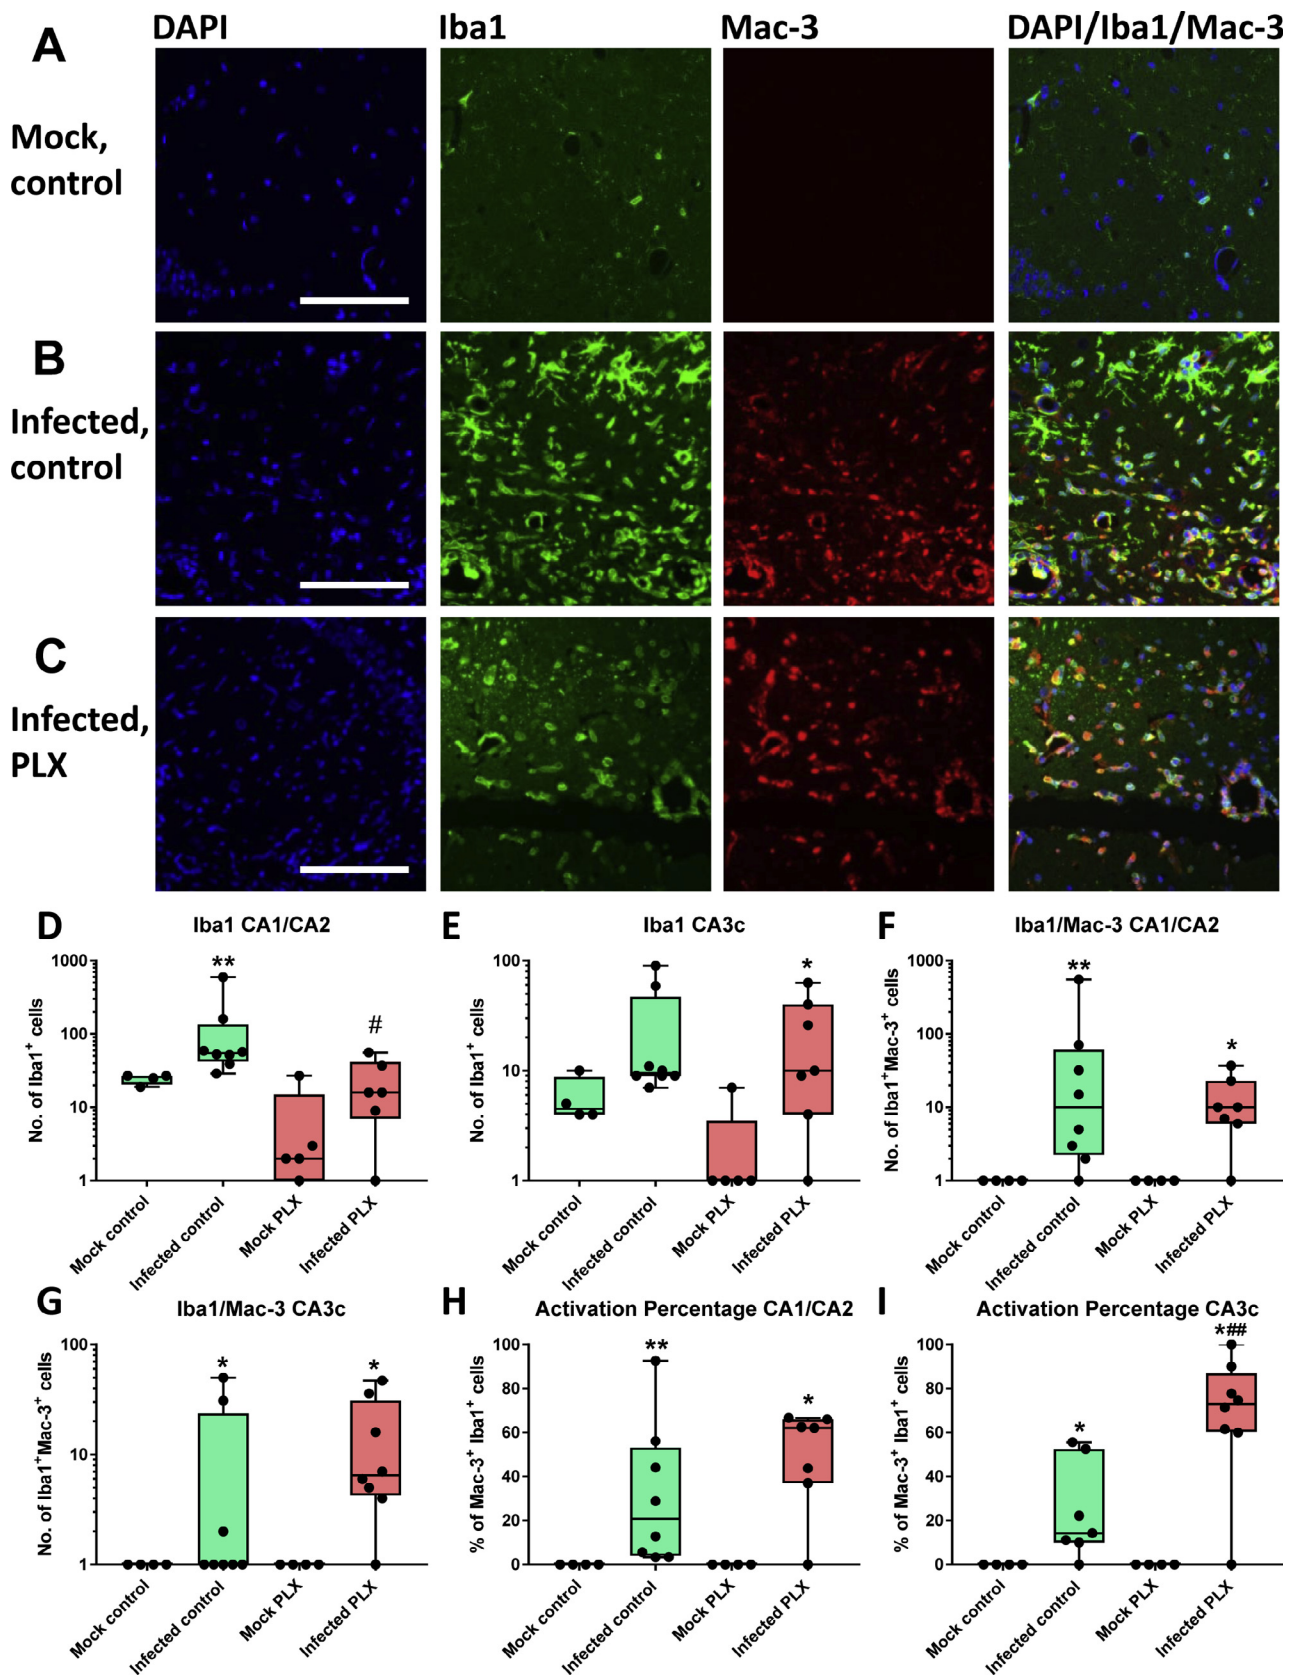 A
DAPI
Iba1
Mac-3
DAPI/Iba1/Mac-3
Mock,
control
B
Infected,
control
C
Infected,
PLX
D
Iba1 CA1/CA2
No. of Iba1+ cells
1000
100
10
1
Mock control
Infected control
Mock PLX
Infected PLX
**
#
E
Iba1 CA3c
No. of Iba1+ cells
100
10
1
Mock control
Infected control
Mock PLX
Infected PLX
*
F
Iba1/Mac-3 CA1/CA2
No. of Iba1+Mac-3+ cells
1000
100
10
1
Mock control
Infected control
Mock PLX
Infected PLX
**
*
G
Iba1/Mac-3 CA3c
No. of Iba1+Mac-3+ cells
100
10
1
Mock control
Infected control
Mock PLX
Infected PLX
*
*
H
Activation Percentage CA1/CA2
% of Mac-3+ Iba1+ cells
100
80
60
40
20
0
Mock control
Infected control
Mock PLX
Infected PLX
**
*
I
Activation Percentage CA3c
% of Mac-3+ Iba1+ cells
100
80
60
40
20
0
Mock control
Infected control
Mock PLX
Infected PLX
*
*##